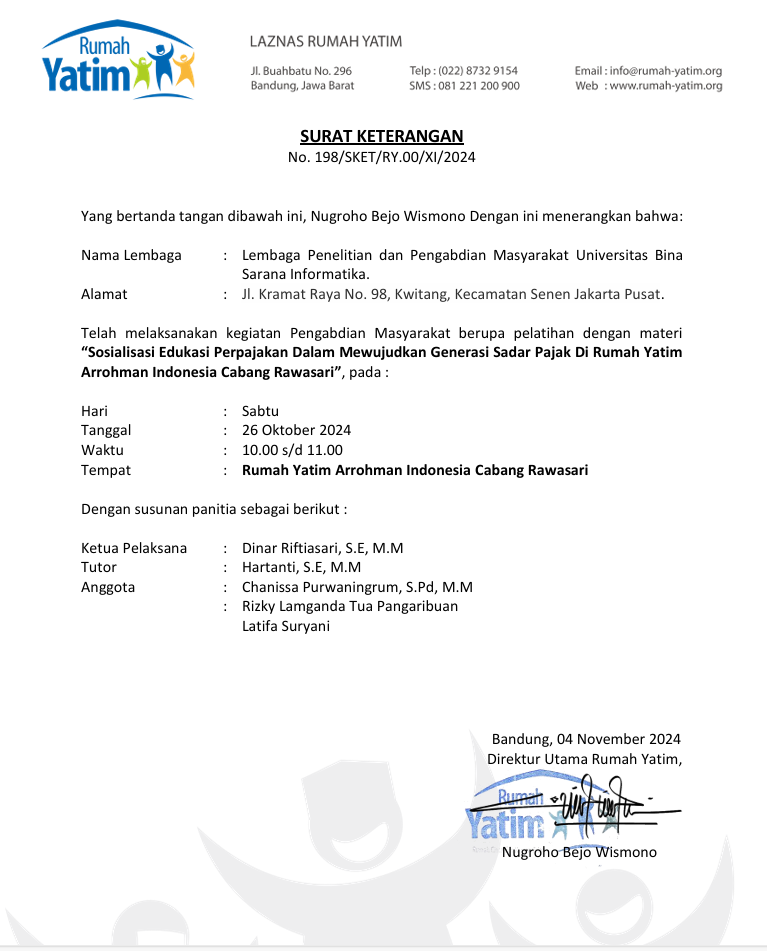 Rumah
Yatim
LAZNAS RUMAH YATIM
Jl. Buahbatu No. 296
Bandung, Jawa Barat
Telp : (022) 8732 9154
SMS : 081 221 200 900
Email : info@rumah-yatim.org
Web : www.rumah-yatim.org
SURAT KETERANGAN
No. 198/SKET/RY.00/XI/2024
Yang bertanda tangan dibawah ini, Nugroho Bejo Wismono Dengan ini menerangkan bahwa:
Nama Lembaga : Lembaga Penelitian dan Pengabdian Masyarakat Universitas Bina
Sarana Informatika.
Alamat : Jl. Kramat Raya No. 98, Kwitang, Kecamatan Senen Jakarta Pusat.
Telah melaksanakan kegiatan Pengabdian Masyarakat berupa pelatihan dengan materi
“Sosialisasi Edukasi Perpajakan Dalam Mewujudkan Generasi Sadar Pajak Di Rumah Yatim
Arrohman Indonesia Cabang Rawasari”, pada :
Hari : Sabtu
Tanggal : 26 Oktober 2024
Waktu : 10.00 s/d 11.00
Tempat : Rumah Yatim Arrohman Indonesia Cabang Rawasari
Dengan susunan panitia sebagai berikut :
Ketua Pelaksana : Dinar Riftiasari, S.E, M.M
Tutor : Hartanti, S.E, M.M
Anggota : Chanissa Purwaningrum, S.Pd, M.M
: Rizky Lamganda Tua Pangaribuan
Latifa Suryani
Bandung, 04 November 2024
Direktur Utama Rumah Yatim,
Rumah
Yatim
Nugroho Bejo Wismono